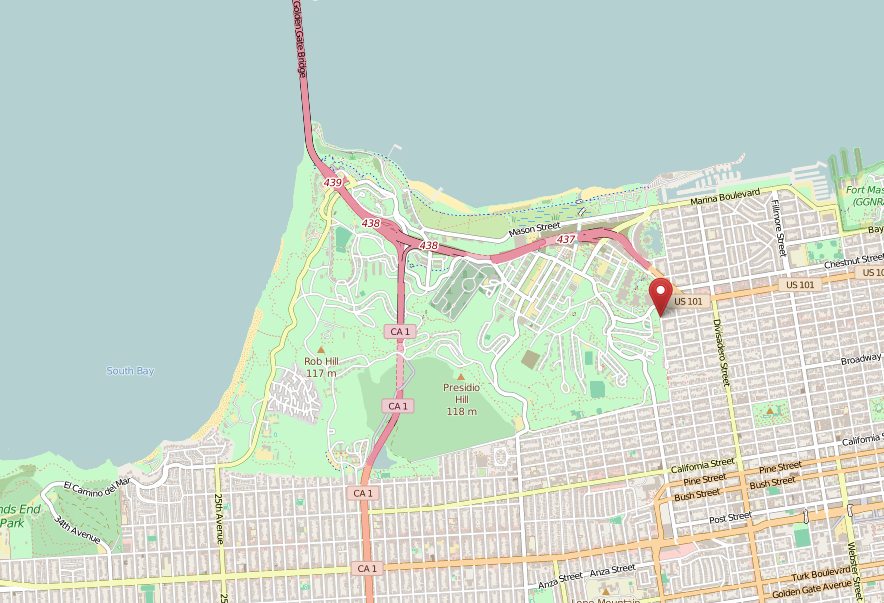 Golden Gate Bridge
439
438
438
437
Mason Street
Marina Boulevard
Fillmore Street
Fort Mas
(GGNRA
Bay
Chestnut Street
US 101
US 101
US 10
CA 1
Divisadero Street
Broadway
Rob Hill
117 m
South Bay
Presidio
Hill
118 m
CA 1
El Camino del Mar
34th Avenue
nds End
Park
25th Avenue
25
CA 1
CA 1
California Street
California S
Pine Street
Pine Street
Bush Street
Bush Street
Post Street
Webster Street
Anza Street
Anza Street
Turk Boulevard
Golden Gate Avenue
Lone Mountain